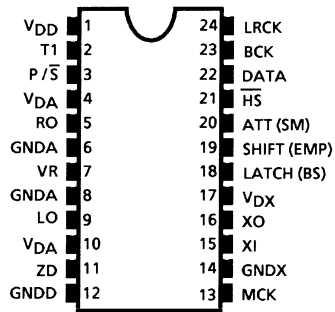 VDD 1 24 LRCK
T1 2 23 BCK
P/S̅ 3 22 DATA
VDA 4 21 H̅S̅
RO 5 20 ATT (SM)
GNDA 6 19 SHIFT (EMP)
VR 7 18 LATCH (BS)
GNDA 8 17 VDX
LO 9 16 XO
VDA 10 15 XI
ZD 11 14 GNDX
GNDD 12 13 MCK